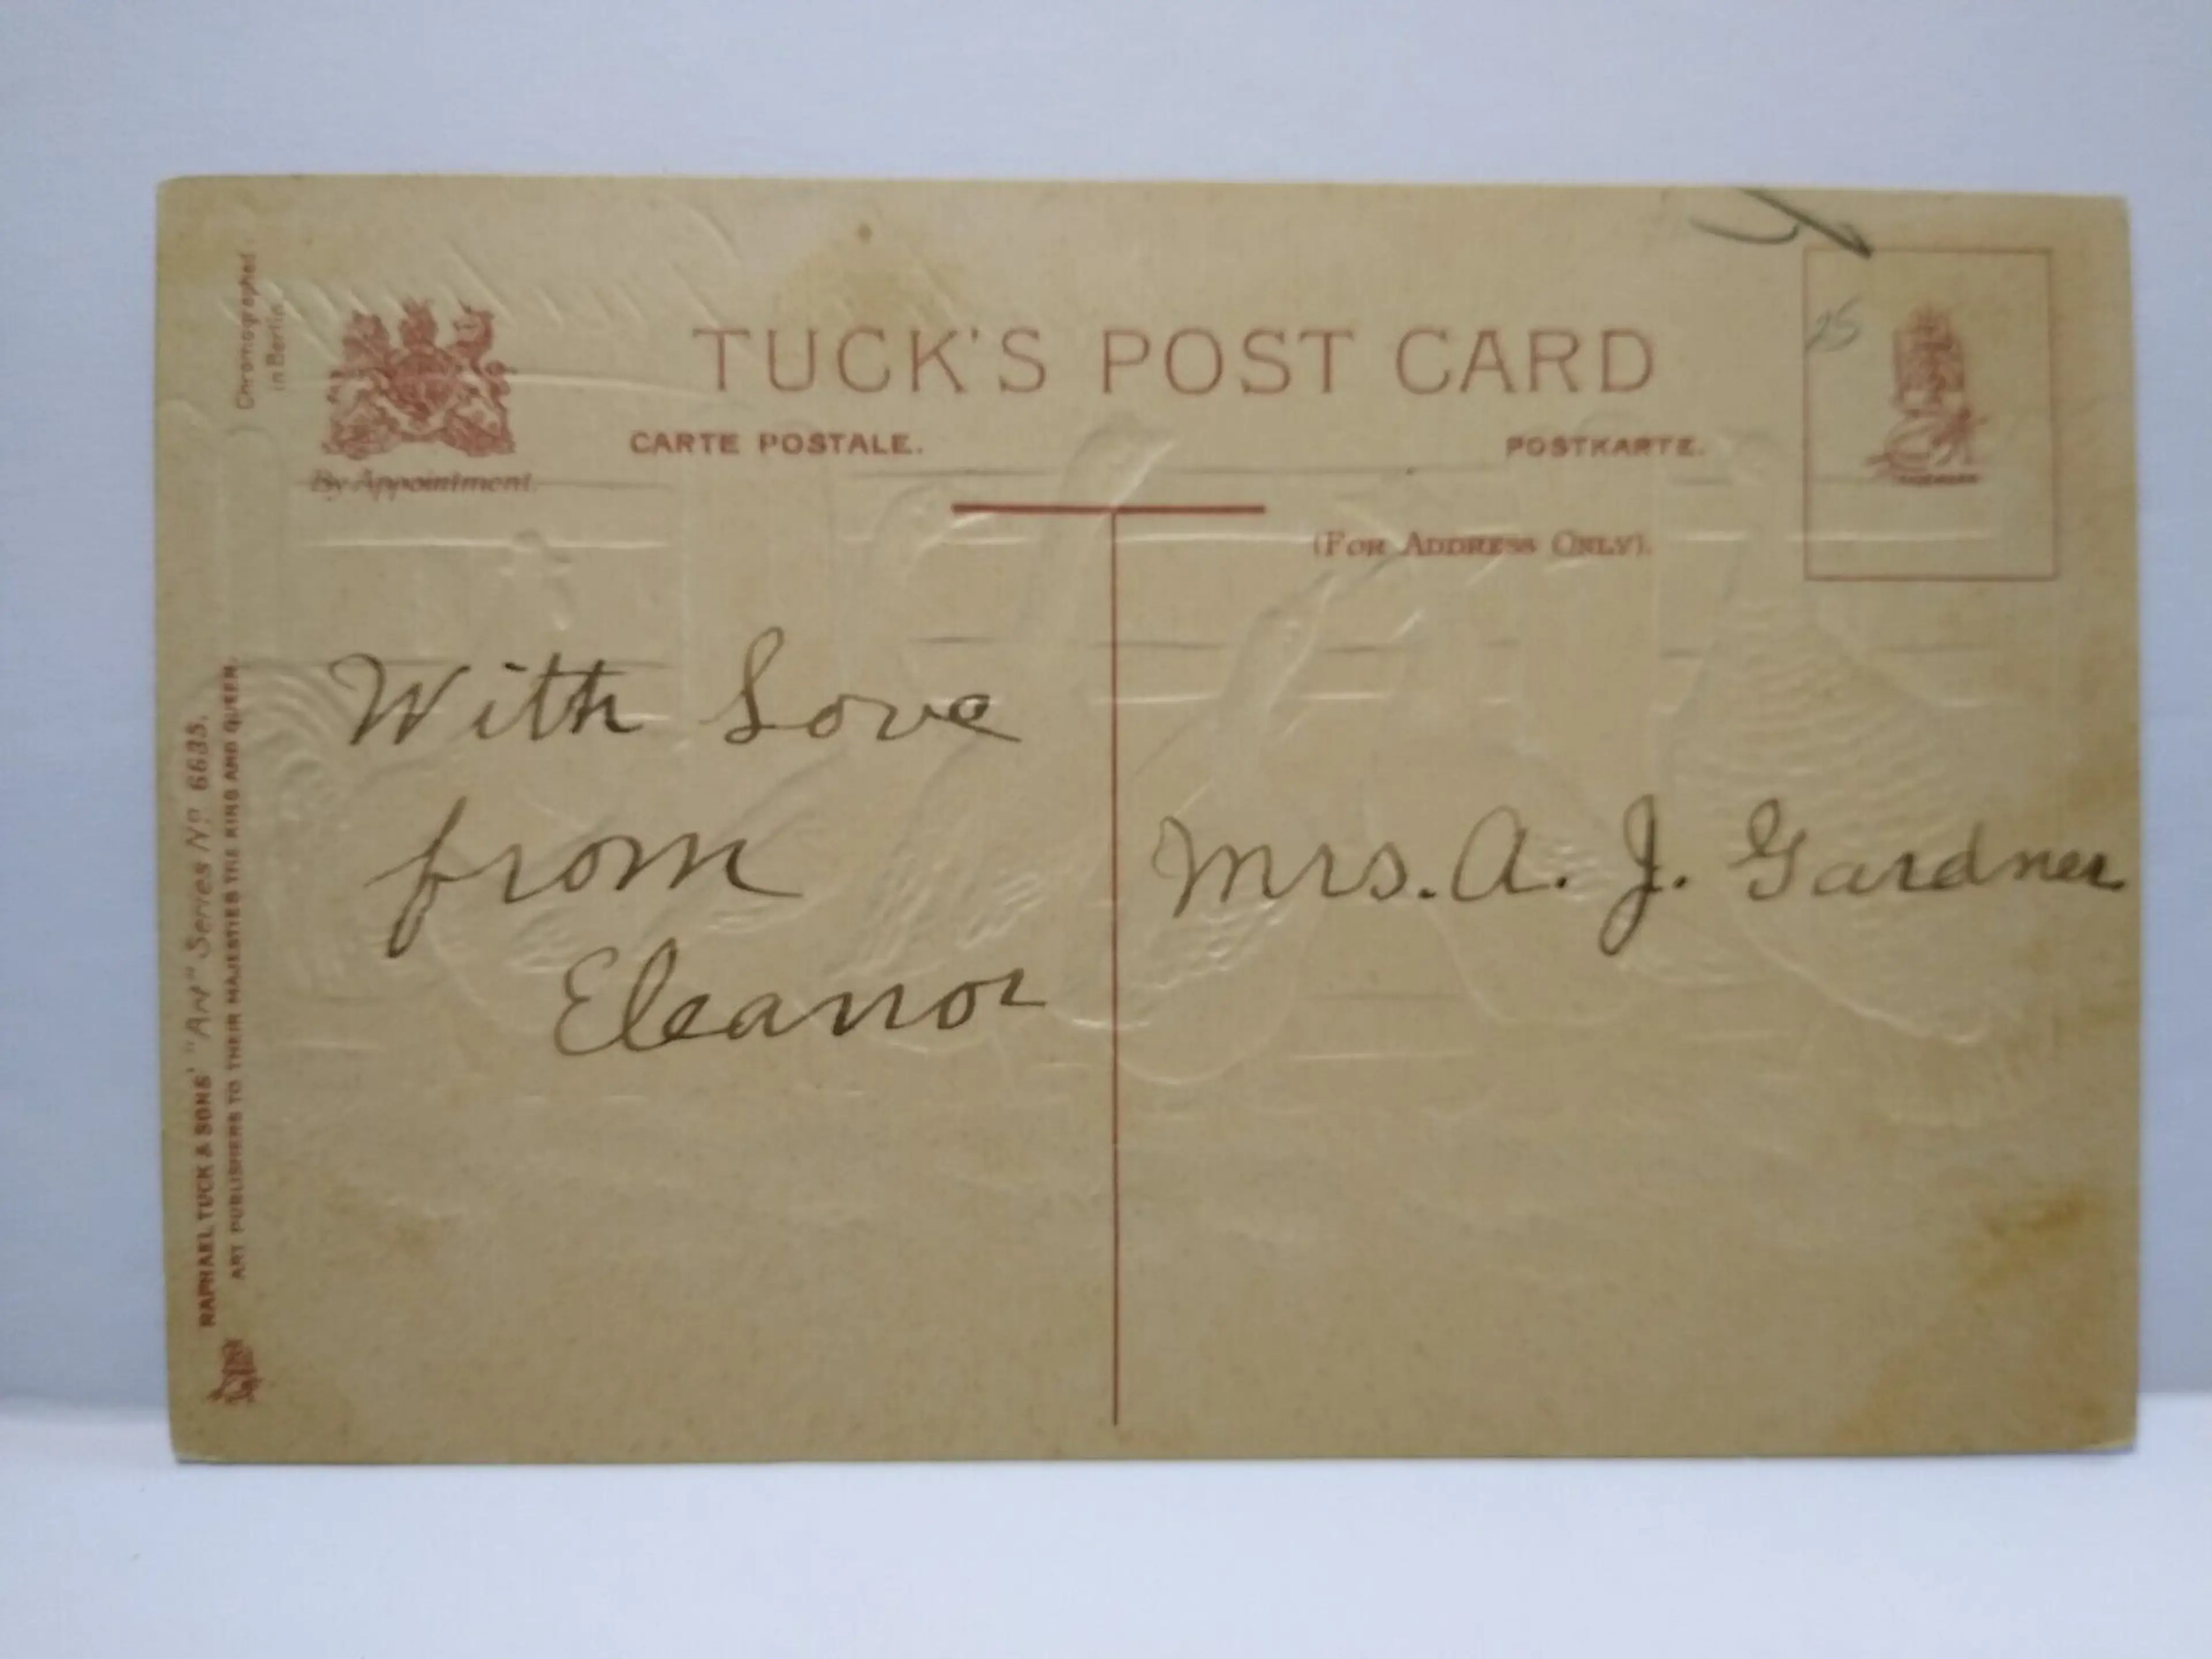 TUCK'S POST CARD
CARTE POSTALE.
POSTKARTE.
By Appointment.
(FOR ADDRESS ONLY).
Chromographed
in Berlin
25
With Love
from
Eleanor
Mrs. A. J. Gardner
RAPHAEL TUCK & SONS' "Art" Series No. 6635.
ART PUBLISHERS TO THEIR MAJESTIES THE KING AND QUEEN.